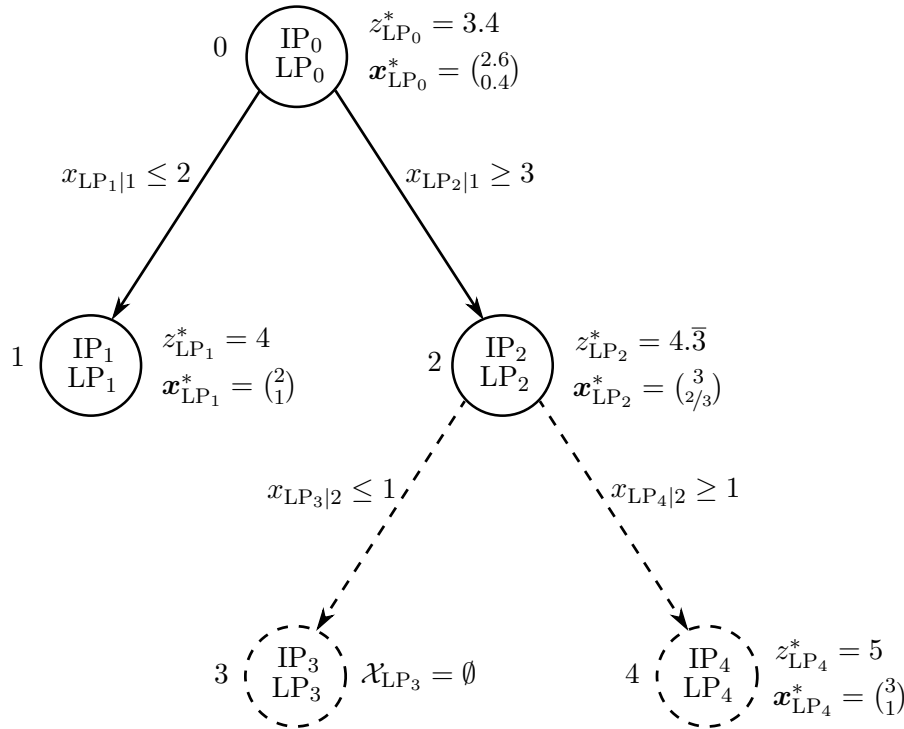 0
IP₀
LP₀
z*_LP₀ = 3.4
x*_LP₀ = (2.6 0.4)
x_LP₁|1 ≤ 2
x_LP₂|1 ≥ 3
1
IP₁
LP₁
z*_LP₁ = 4
x*_LP₁ = (2 1)
2
IP₂
LP₂
z*_LP₂ = 4.3̅
x*_LP₂ = (3 2/3)
x_LP₃|2 ≤ 1
x_LP₄|2 ≥ 1
3
IP₃
LP₃
𝒳_LP₃ = ∅
4
IP₄
LP₄
z*_LP₄ = 5
x*_LP₄ = (3 1)